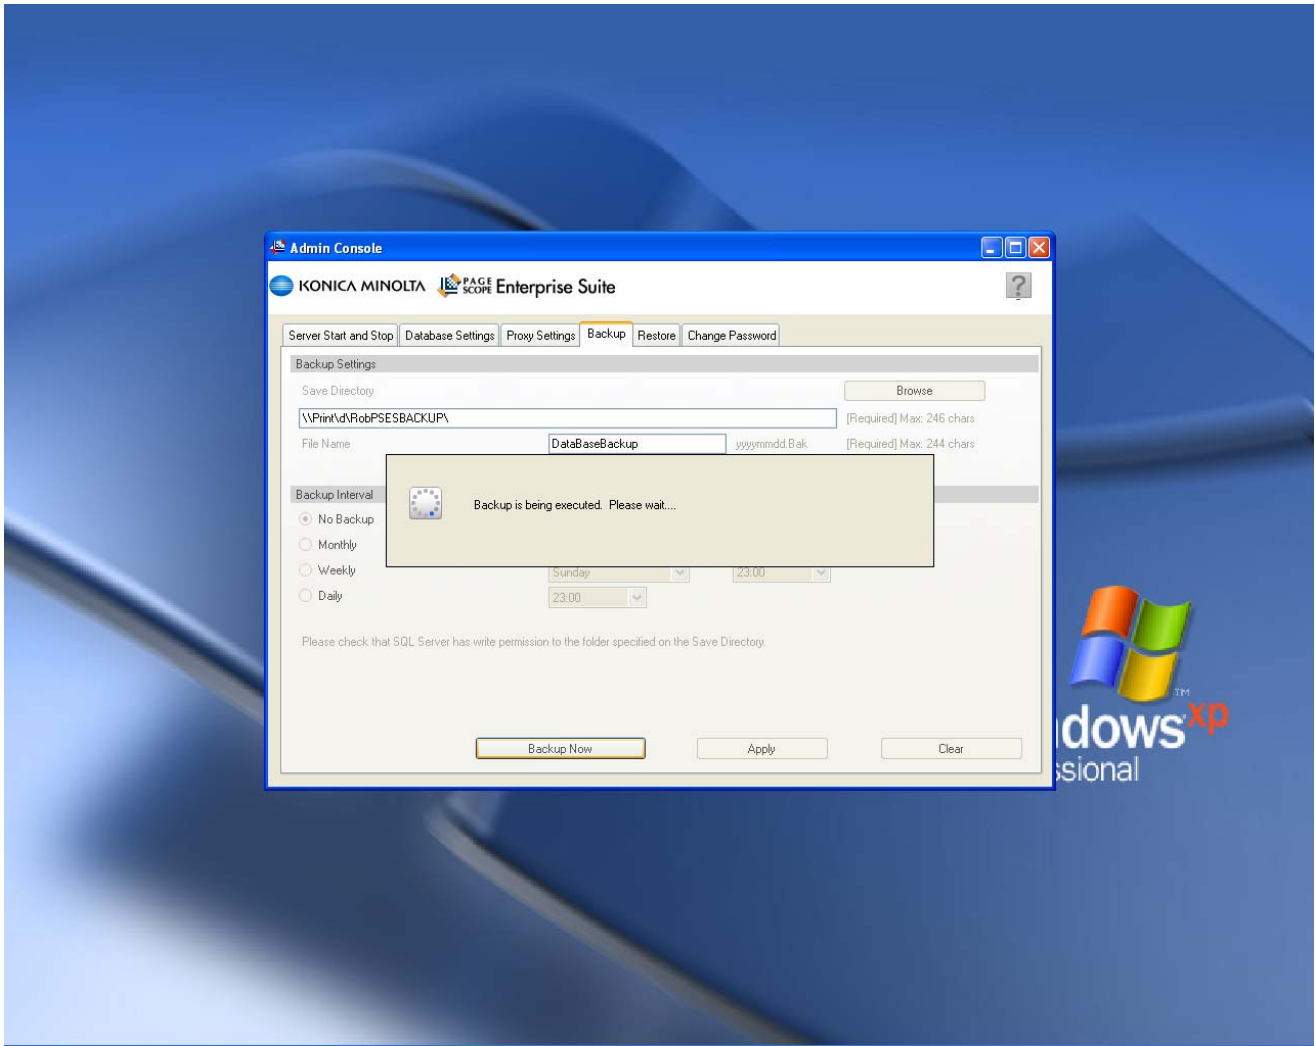 Admin Console
KONICA MINOLTA PAGE SCOPE Enterprise Suite
?
Server Start and Stop Database Settings Proxy Settings Backup Restore Change Password
Backup Settings
Save Directory Browse
\\Print\d\RobPSESBACKUP\ [Required] Max: 246 chars
File Name DataBaseBackup yyyymmdd.Bak [Required] Max: 244 chars
Backup Interval
Backup is being executed. Please wait....
No Backup
Monthly
Weekly Sunday 23:00
Daily 23:00
Please check that SQL Server has write permission to the folder specified on the Save Directory.
Backup Now Apply Clear
dows xp
TM
ssional